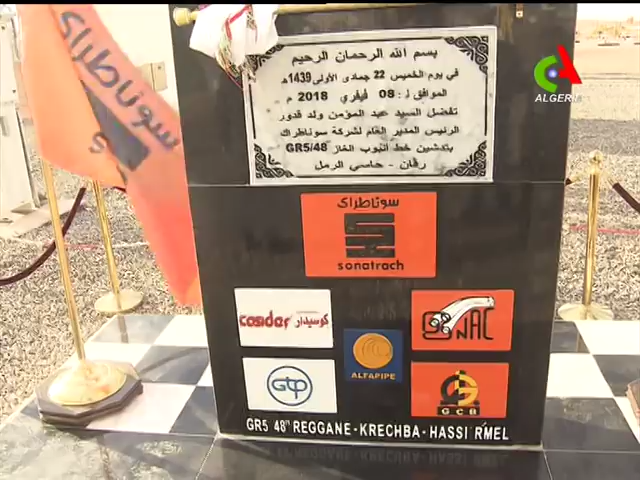 بسم الله الرحمان الرحيم
في يوم الخميس 22 جمادى الأولى 1439هـ
الموافق لـ : 08 فيفري 2018 م
تفضل السيد عبد المؤمن ولد قدور
الرئيس المدير العام لشركة سوناطراك
بتدشين خط أنبوب الغاز GR5/48
رقان - حاسي الرمل
سوناطراك
sonatrach
cosider كوسيدار
ENAC
ALFAPIPE
GTP
GCB
GR5 48" REGGANE - KRECHBA - HASSI R'MEL
سوناطراك
ALGERIE